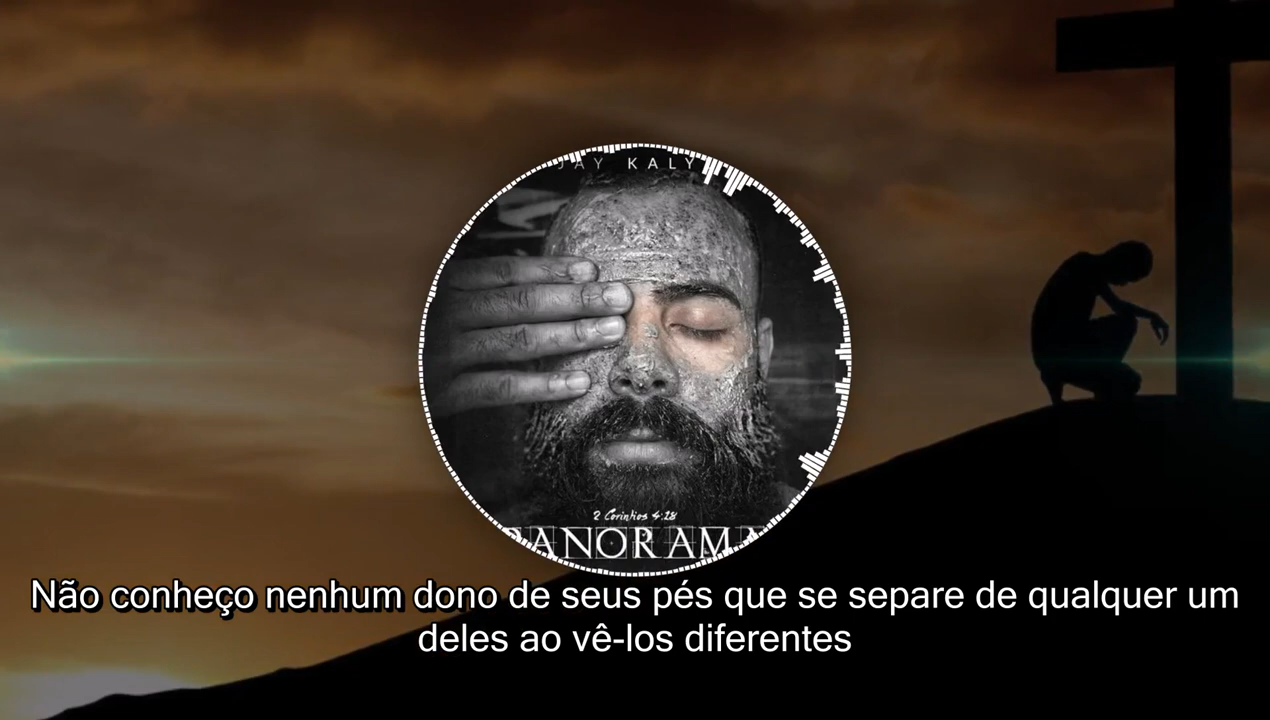 JAY KALY
2 Corintios 4:18
PANORAMA
Não conheço nenhum dono de seus pés que se separe de qualquer um
deles ao vê-los diferentes